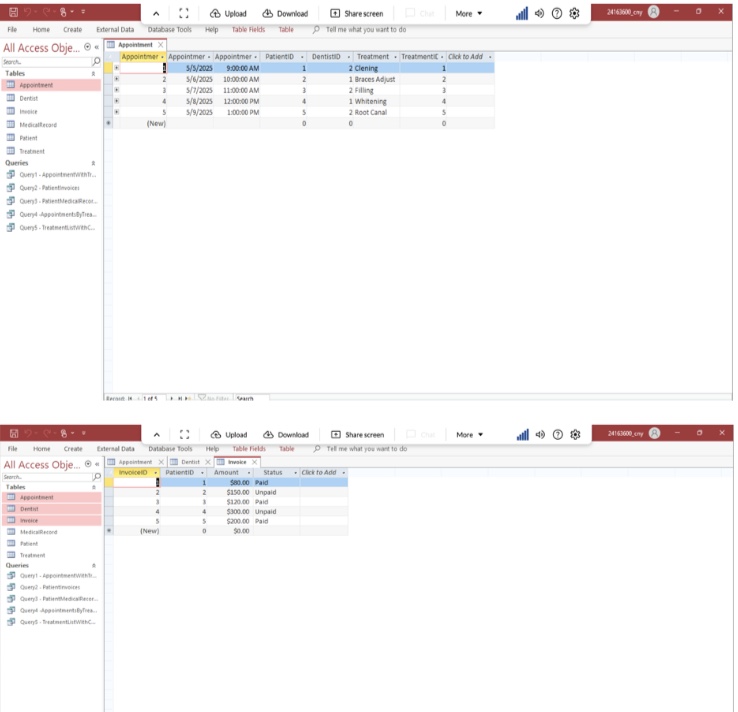 Upload Download Share screen Chat More 24163600_cny
File Home Create External Data Database Tools Help Table Fields Table Tell me what you want to do
All Access Obje...
Search...
Tables
Appointment
Dentist
Invoice
MedicalRecord
Patient
Treatment
Queries
Query1 - AppointmentWithTr...
Query2 - PatientInvoices
Query3 - PatientMedicalRecor...
Query4 -AppointmentsByTrea...
Query5 - TreatmentListWithC...
Appointment
Appointmer Appointmer Appointmer PatientID DentistID Treatment TreatmentIC Click to Add
1 5/5/2025 9:00:00 AM 1 2 Clening 1
2 5/6/2025 10:00:00 AM 2 1 Braces Adjust 2
3 5/7/2025 11:00:00 AM 3 2 Filling 3
4 5/8/2025 12:00:00 PM 4 1 Whitening 4
5 5/9/2025 1:00:00 PM 5 2 Root Canal 5
(New) 0 0 0
Record: 1 of 5 No Filter Search
Upload Download Share screen Chat More 24163600_cny
File Home Create External Data Database Tools Help Table Fields Table Tell me what you want to do
All Access Obje...
Search...
Tables
Appointment
Dentist
Invoice
MedicalRecord
Patient
Treatment
Queries
Query1 - AppointmentWithTr...
Query2 - PatientInvoices
Query3 - PatientMedicalRecor...
Query4 -AppointmentsByTrea...
Query5 - TreatmentListWithC...
Appointment Dentist Invoice
InvoiceID PatientID Amount Status Click to Add
1 1 $80.00 Paid
2 2 $150.00 Unpaid
3 3 $120.00 Paid
4 4 $300.00 Unpaid
5 5 $200.00 Paid
(New) 0 $0.00